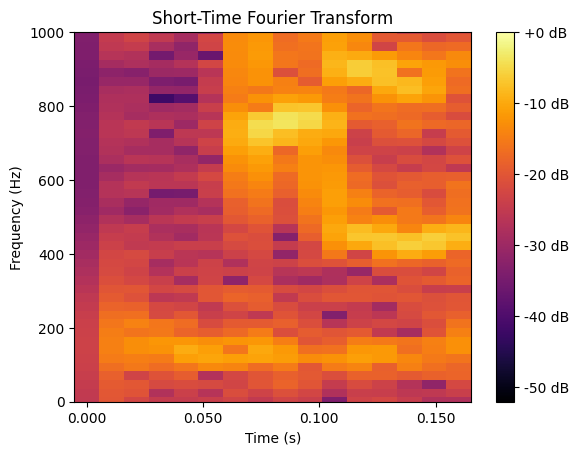 Short-Time Fourier Transform
1000
800
600
400
200
0
Frequency (Hz)
0.000
0.050
0.100
0.150
Time (s)
+0 dB
-10 dB
-20 dB
-30 dB
-40 dB
-50 dB